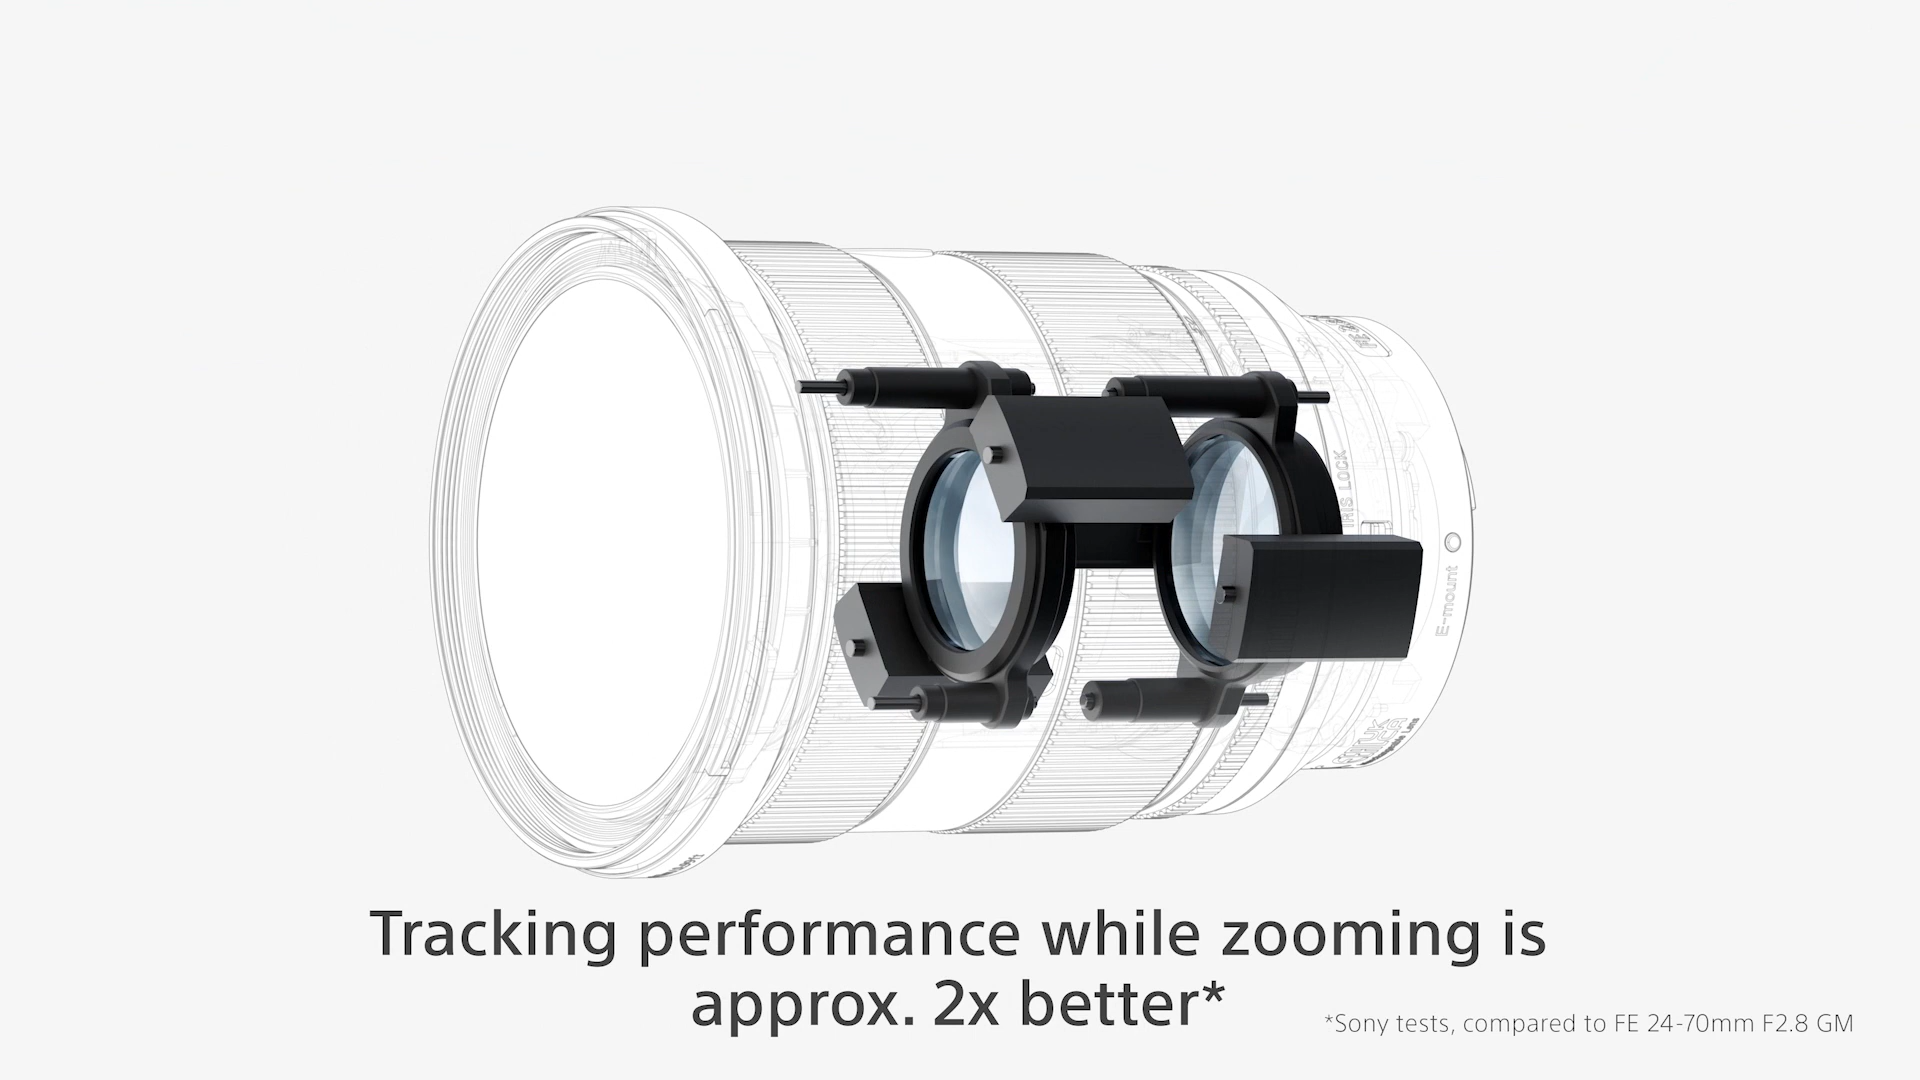 IRIS LOCK
E-mount
Tracking performance while zooming is
approx. 2x better*
*Sony tests, compared to FE 24-70mm F2.8 GM